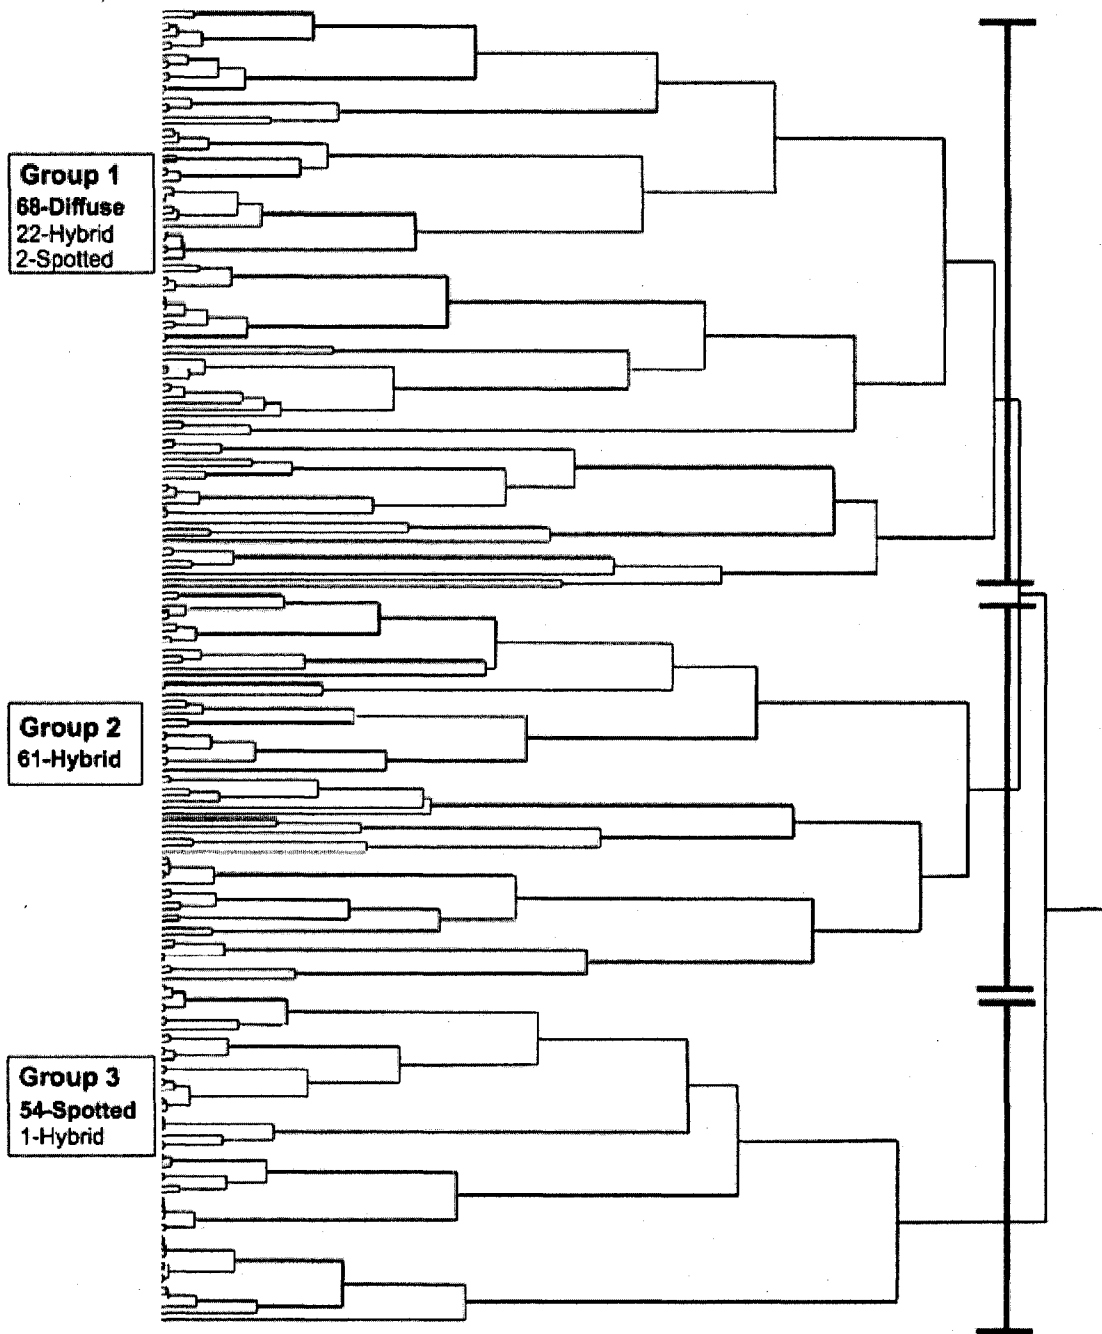 Group 1
68-Diffuse
22-Hybrid
2-Spotted
Group 2
61-Hybrid
Group 3
54-Spotted
1-Hybrid